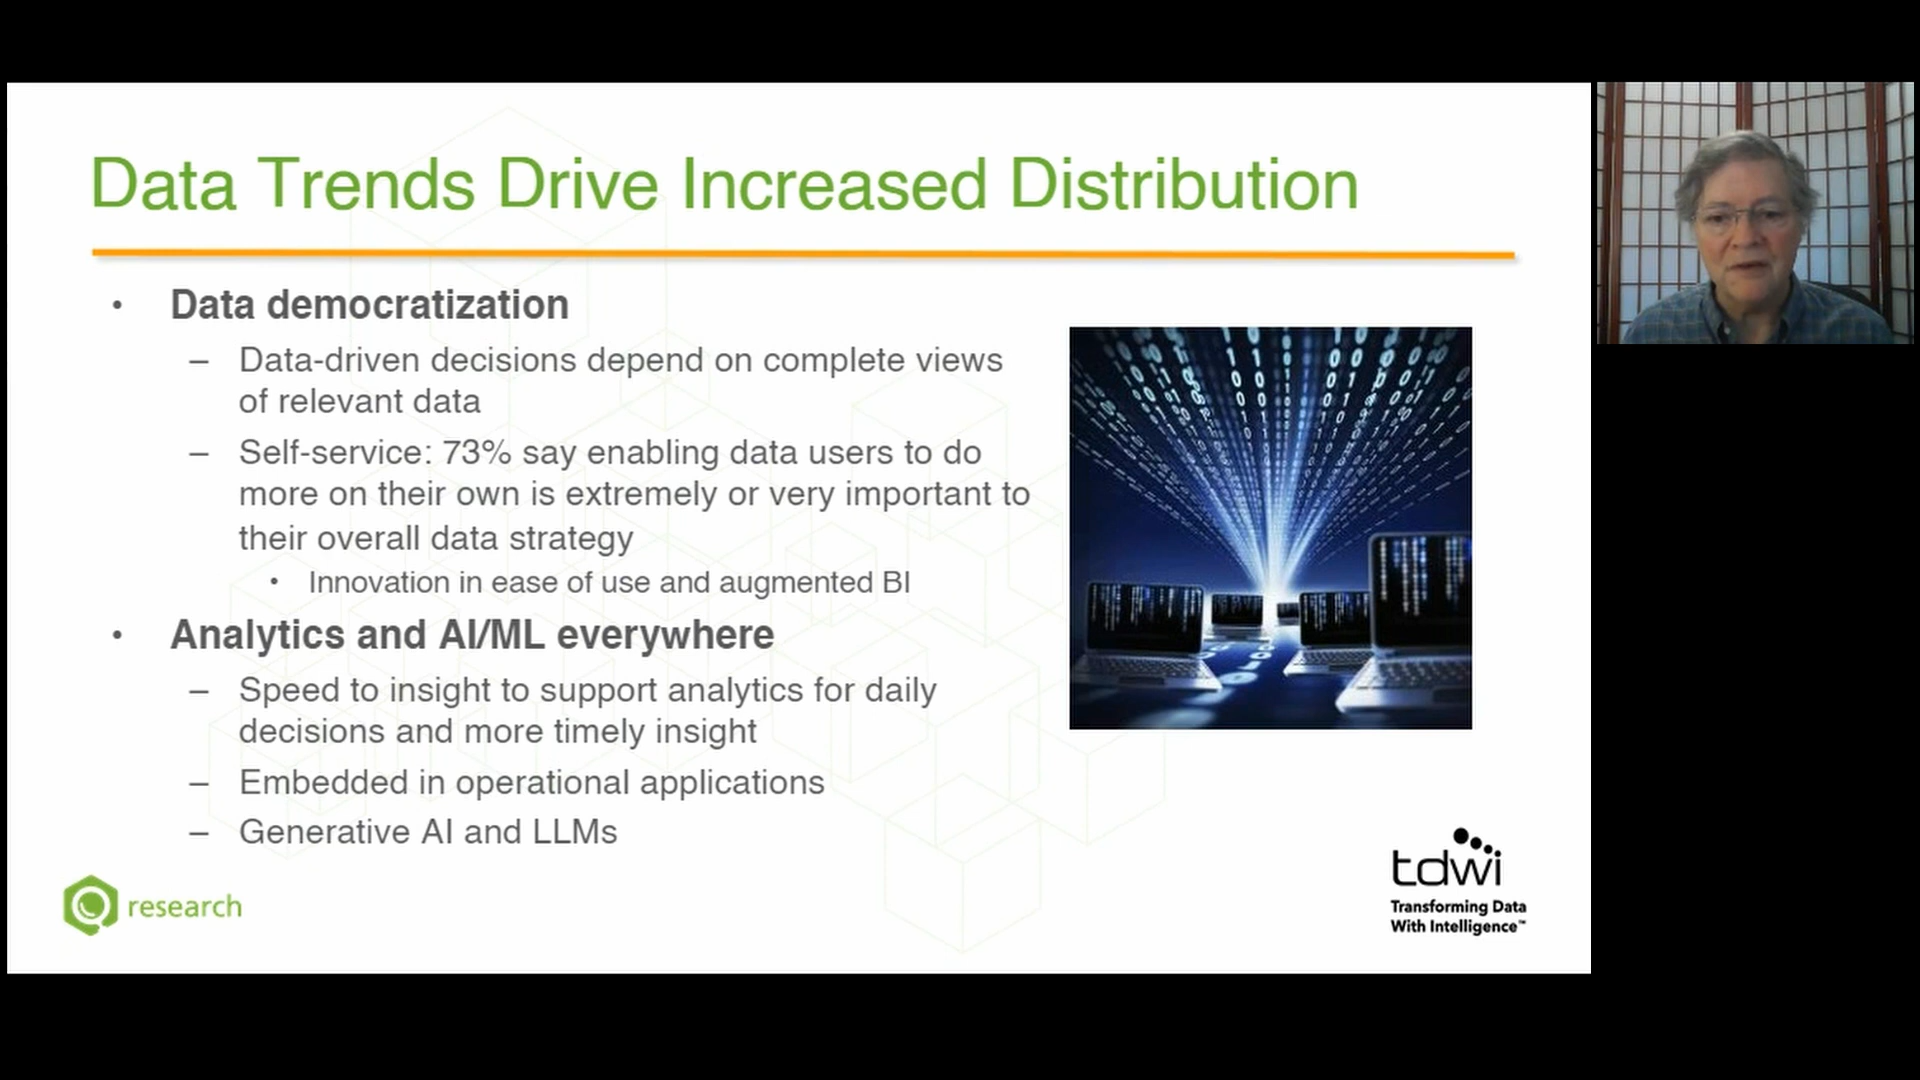 Data Trends Drive Increased Distribution
• Data democratization
– Data-driven decisions depend on complete views
of relevant data
– Self-service: 73% say enabling data users to do
more on their own is extremely or very important to
their overall data strategy
• Innovation in ease of use and augmented BI
• Analytics and AI/ML everywhere
– Speed to insight to support analytics for daily
decisions and more timely insight
– Embedded in operational applications
– Generative AI and LLMs
research
tdwi
Transforming Data
With Intelligence™